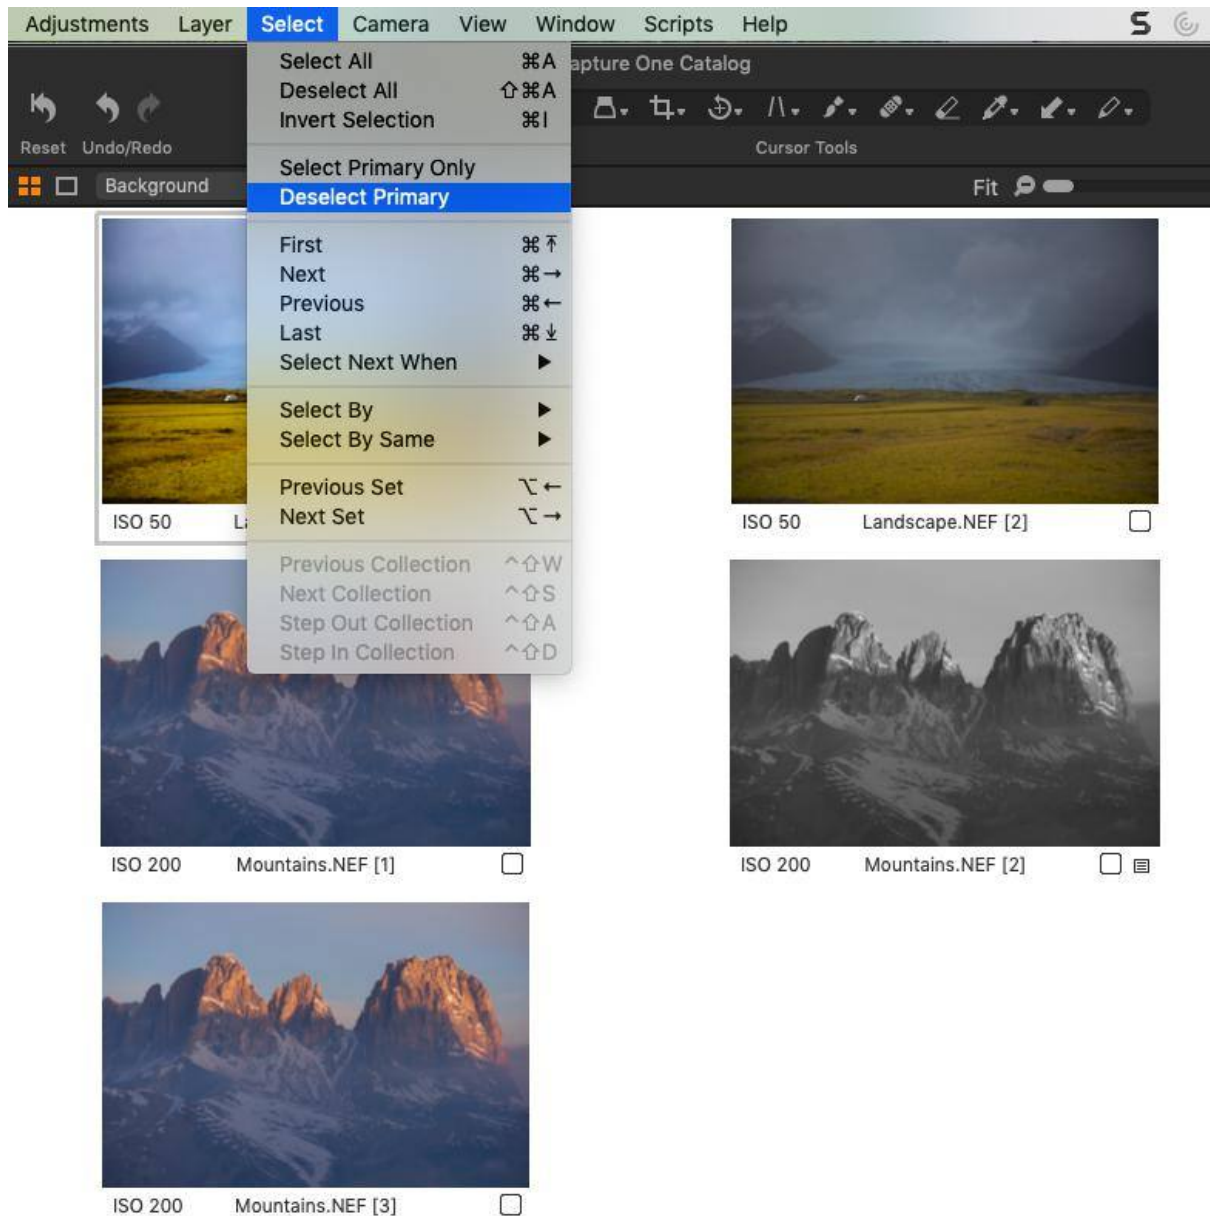 Adjustments Layer Select Camera View Window Scripts Help
Select All ⌘A
Deselect All ⇧⌘A
Invert Selection ⌘I
Select Primary Only
Deselect Primary
First ⌘⤒
Next ⌘→
Previous ⌘←
Last ⌘⤓
Select Next When ▶
Select By ▶
Select By Same ▶
Previous Set ⌥←
Next Set ⌥→
Previous Collection ^⇧W
Next Collection ^⇧S
Step Out Collection ^⇧A
Step In Collection ^⇧D
apture One Catalog
Reset Undo/Redo
Cursor Tools
Background
Fit
ISO 50
ISO 50 Landscape.NEF [2]
ISO 200 Mountains.NEF [1]
ISO 200 Mountains.NEF [2]
ISO 200 Mountains.NEF [3]